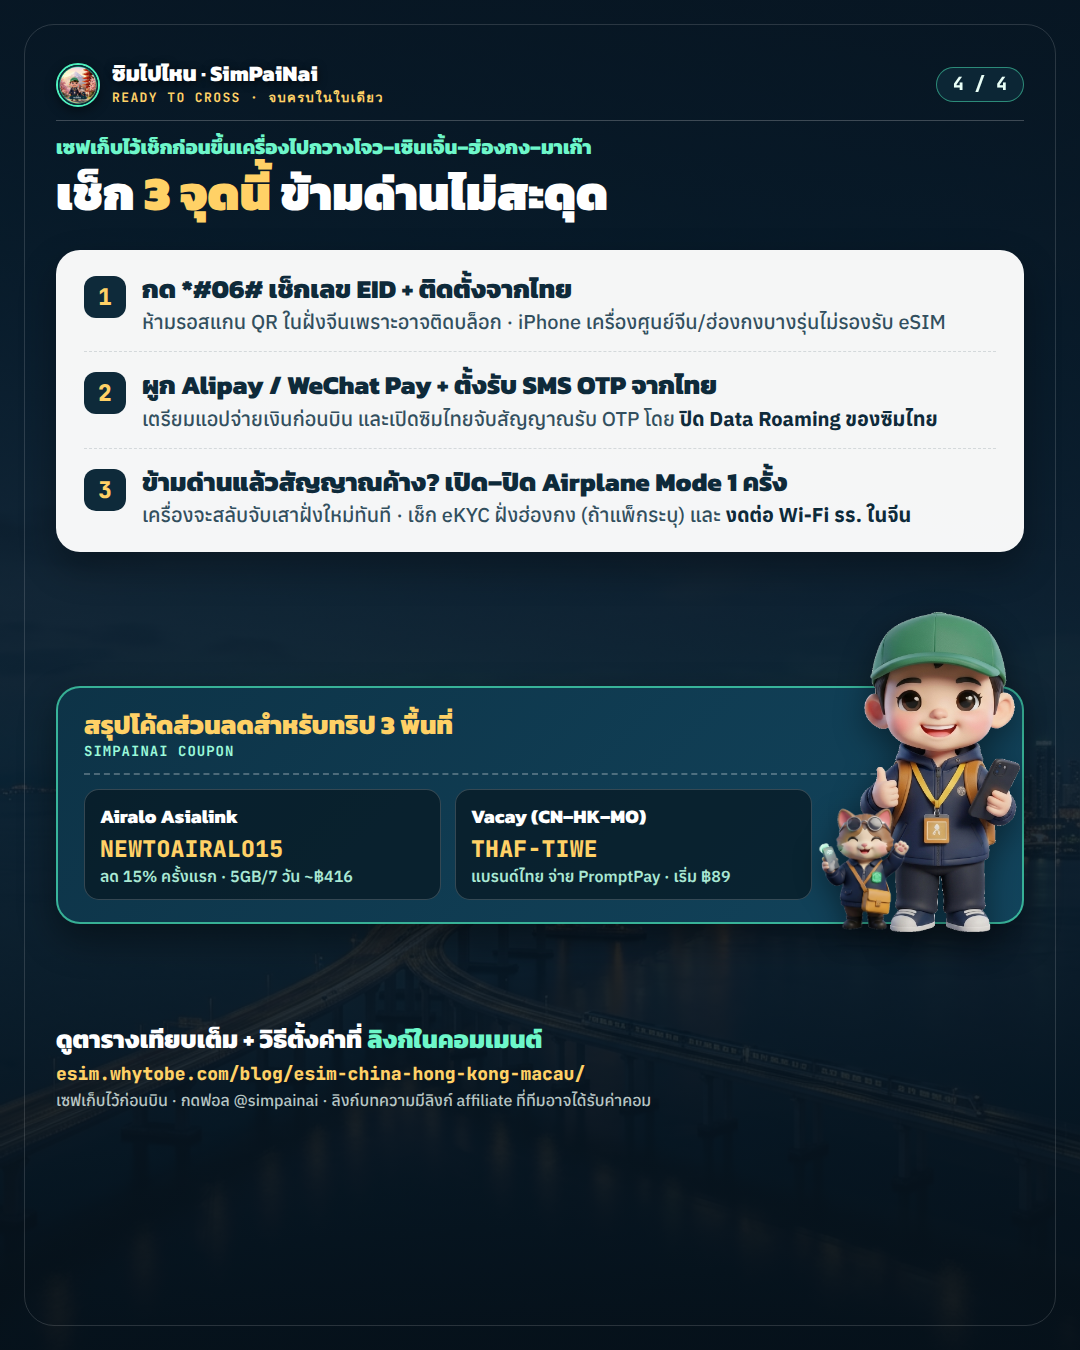 ซิมไปไหน · SimPaiNai
READY TO CROSS · จบครบในใบเดียว
4 / 4
เซฟเก็บไว้เช็กก่อนขึ้นเครื่องไปกวางโจว–เซินเจิ้น–ฮ่องกง–มาเก๊า
เช็ก 3 จุดนี้ ข้ามด่านไม่สะดุด
1
กด *#06# เช็กเลข EID + ติดตั้งจากไทย
ห้ามรอสแกน QR ในฝั่งจีนเพราะอาจติดบล็อก · iPhone เครื่องศูนย์จีน/ฮ่องกงบางรุ่นไม่รองรับ eSIM
2
ผูก Alipay / WeChat Pay + ตั้งรับ SMS OTP จากไทย
เตรียมแอปจ่ายเงินก่อนบิน และเปิดซิมไทยจับสัญญาณรับ OTP โดย ปิด Data Roaming ของซิมไทย
3
ข้ามด่านแล้วสัญญาณค้าง? เปิด–ปิด Airplane Mode 1 ครั้ง
เครื่องจะสลับจับเสาฝั่งใหม่ทันที · เช็ก eKYC ฝั่งฮ่องกง (ถ้าแพ็กระบุ) และ งดต่อ Wi-Fi รร. ในจีน
สรุปโค้ดส่วนลดสำหรับทริป 3 พื้นที่
SIMPAINAI COUPON
Airalo Asialink
NEWTOAIRALO15
ลด 15% ครั้งแรก · 5GB/7 วัน ~฿416
Vacay (CN–HK–MO)
THAF-TIWE
แบรนด์ไทย จ่าย PromptPay · เริ่ม ฿89
ดูตารางเทียบเต็ม + วิธีตั้งค่าที่ ลิงก์ในคอมเมนต์
esim.whytobe.com/blog/esim-china-hong-kong-macau/
เซฟเก็บไว้ก่อนบิน · กดฟอล @simpainai · ลิงก์บทความมีลิงก์ affiliate ที่ทีมอาจได้รับค่าคอม